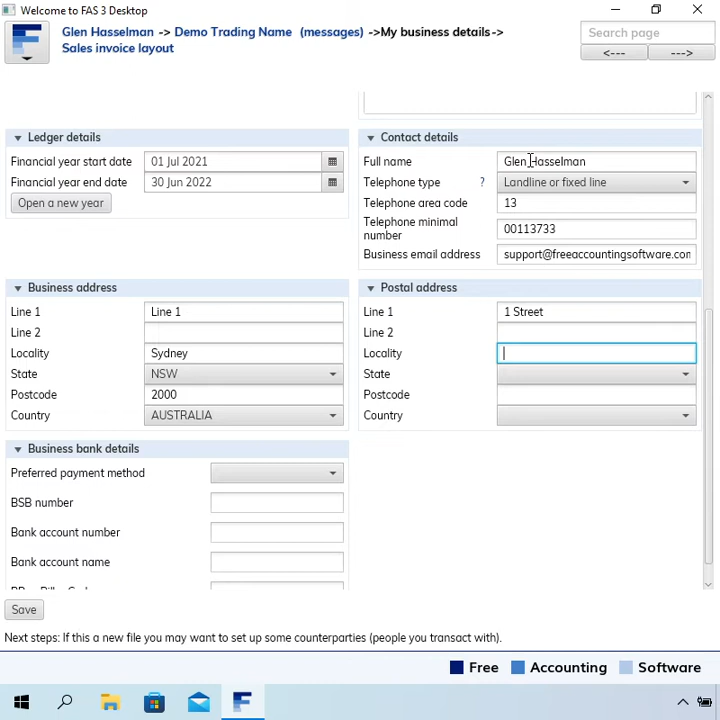 Welcome to FAS 3 Desktop
Glen Hasselman -> Demo Trading Name (messages) ->My business details->
Sales invoice layout
Search page
<---
--->
Ledger details
Financial year start date 01 Jul 2021
Financial year end date 30 Jun 2022
Open a new year
Contact details
Full name Glen Hasselman
Telephone type ? Landline or fixed line
Telephone area code 13
Telephone minimal
number 00113733
Business email address support@freeaccountingsoftware.con
Business address
Line 1 Line 1
Line 2
Locality Sydney
State NSW
Postcode 2000
Country AUSTRALIA
Postal address
Line 1 1 Street
Line 2
Locality
State
Postcode
Country
Business bank details
Preferred payment method
BSB number
Bank account number
Bank account name
Save
Next steps: If this a new file you may want to set up some counterparties (people you transact with).
Free Accounting Software